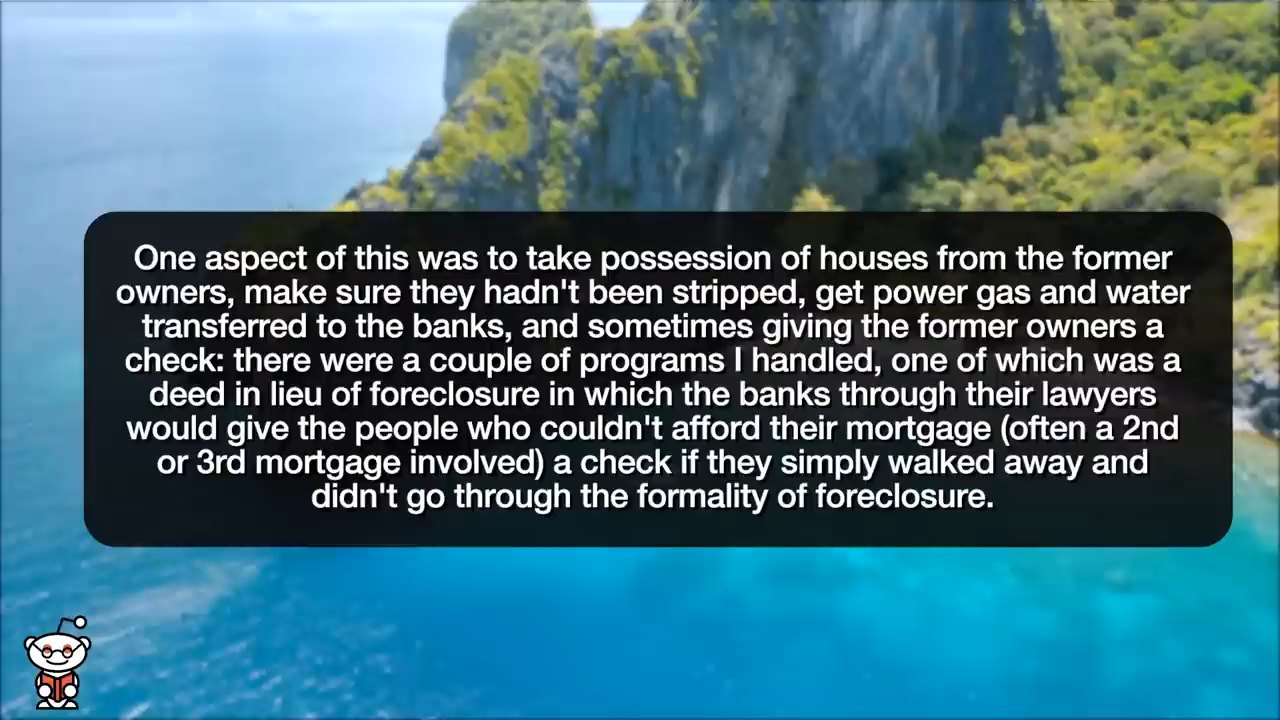 One aspect of this was to take possession of houses from the former
owners, make sure they hadn't been stripped, get power gas and water
transferred to the banks, and sometimes giving the former owners a
check: there were a couple of programs I handled, one of which was a
deed in lieu of foreclosure in which the banks through their lawyers
would give the people who couldn't afford their mortgage (often a 2nd
or 3rd mortgage involved) a check if they simply walked away and
didn't go through the formality of foreclosure.